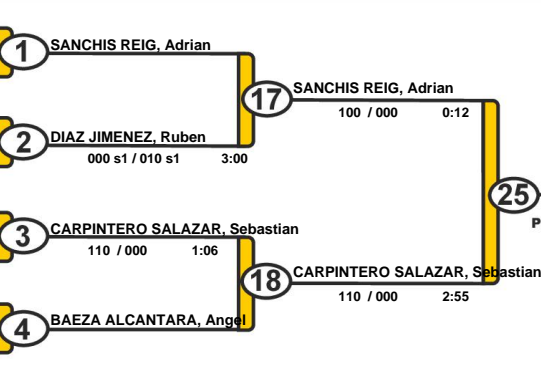 1
SANCHIS REIG, Adrian
17
SANCHIS REIG, Adrian
100 / 000 0:12
2
DIAZ JIMENEZ, Ruben
000 s1 / 010 s1 3:00
25
P
3
CARPINTERO SALAZAR, Sebastian
110 / 000 1:06
18
CARPINTERO SALAZAR, Sebastian
110 / 000 2:55
4
BAEZA ALCANTARA, Angel